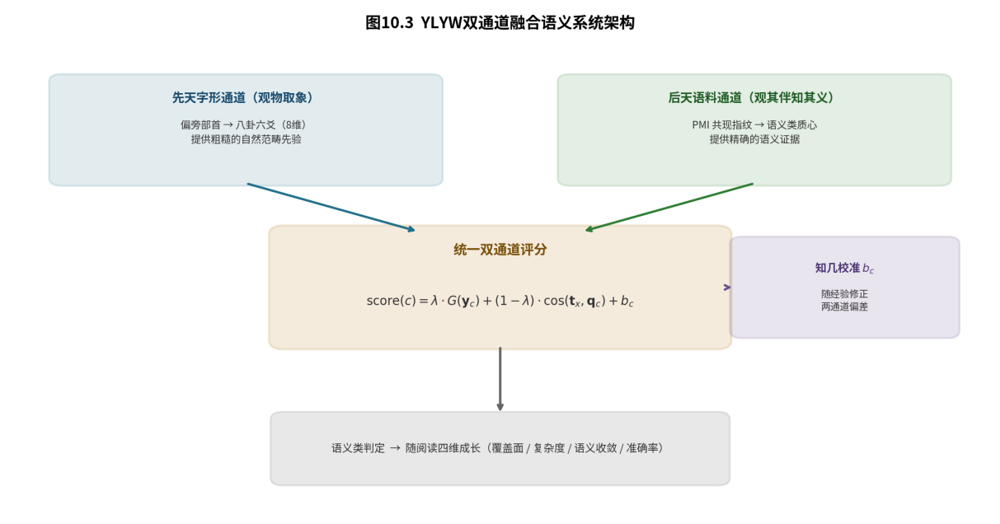 图10.3 YLYW双通道融合语义系统架构
先天字形通道（观物取象）
偏旁部首 → 八卦六爻（8维）
提供粗糙的自然范畴先验
后天语料通道（观其伴知其义）
PMI 共现指纹 → 语义类质心
提供精确的语义证据
统一双通道评分
score(c) = λ · G(y_c) + (1 − λ) · cos(t_x, q_c) + b_c
知几校准 b_c
随经验修正
两通道偏差
语义类判定 → 随阅读四维成长（覆盖面 / 复杂度 / 语义收敛 / 准确率）